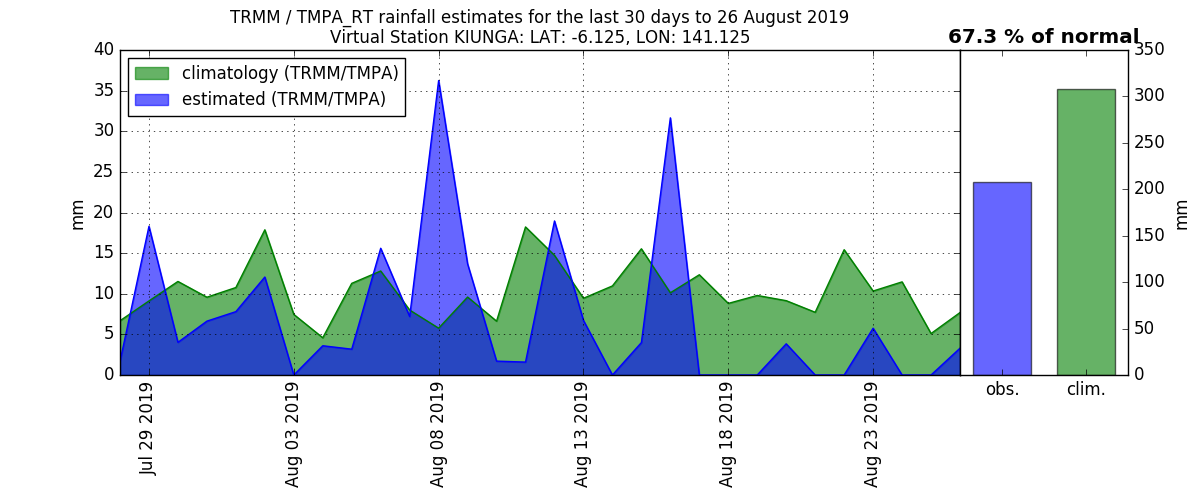 TRMM / TMPA_RT rainfall estimates for the last 30 days to 26 August 2019
Virtual Station KIUNGA: LAT: -6.125, LON: 141.125
67.3 % of normal
climatology (TRMM/TMPA)
estimated (TRMM/TMPA)
40
35
30
25
20
15
10
5
0
mm
Jul 29 2019
Aug 03 2019
Aug 08 2019
Aug 13 2019
Aug 18 2019
Aug 23 2019
350
300
250
200
150
100
50
0
mm
obs.
clim.